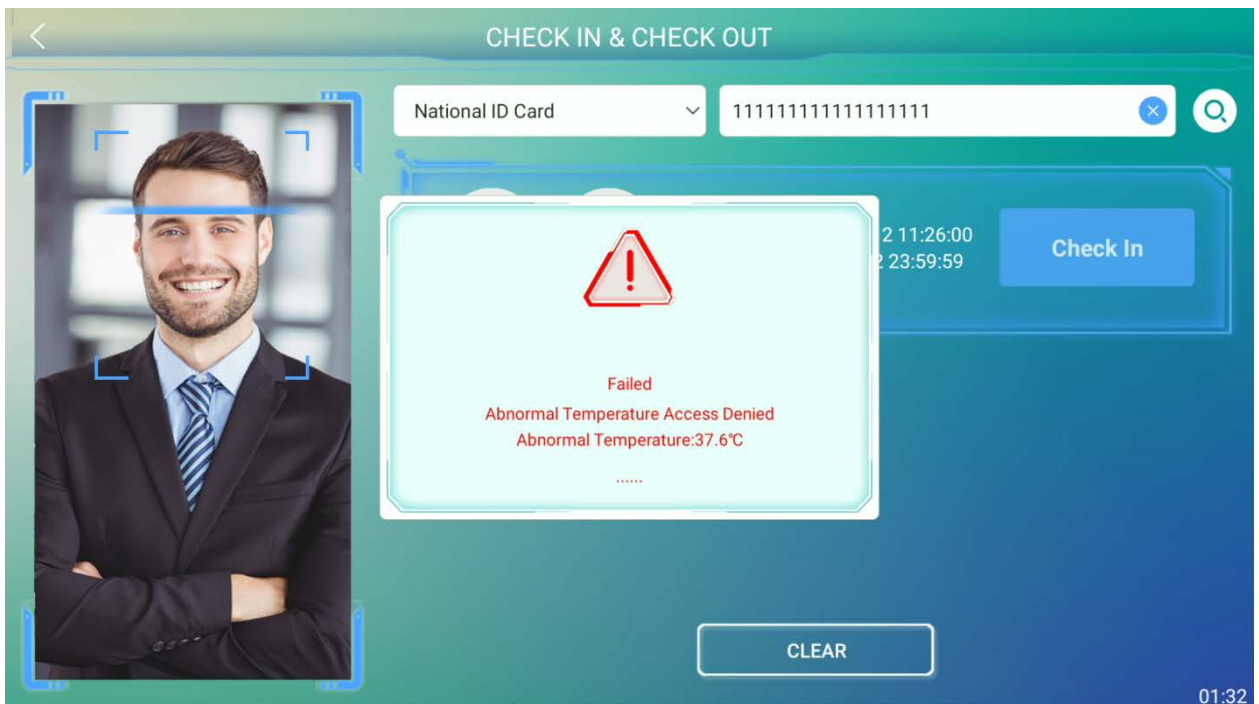 CHECK IN & CHECK OUT
National ID Card
111111111111111111
2 11:26:00
2 23:59:59
Check In
Failed
Abnormal Temperature Access Denied
Abnormal Temperature:37.6℃
......
CLEAR
01:32